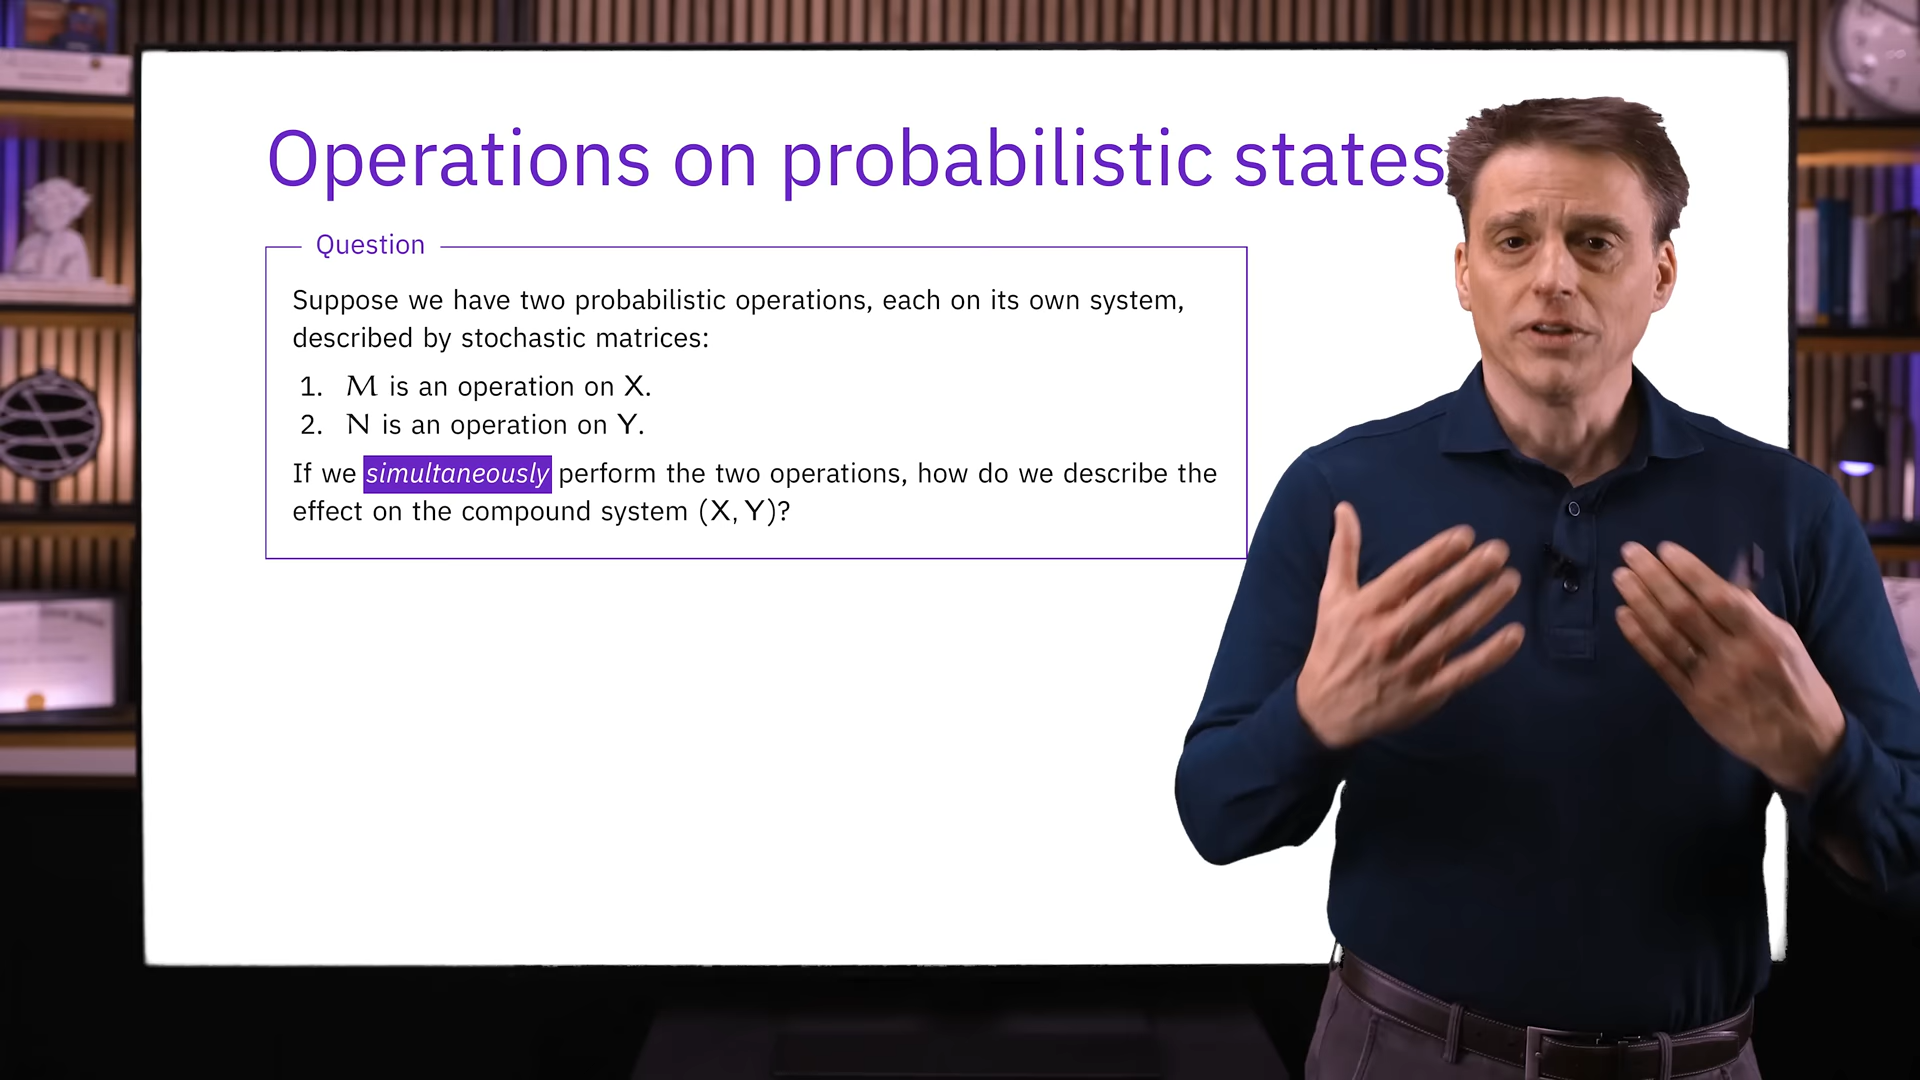 Operations on probabilistic states
Question
Suppose we have two probabilistic operations, each on its own system,
described by stochastic matrices:
1. M is an operation on X.
2. N is an operation on Y.
If we simultaneously perform the two operations, how do we describe the
effect on the compound system (X, Y)?